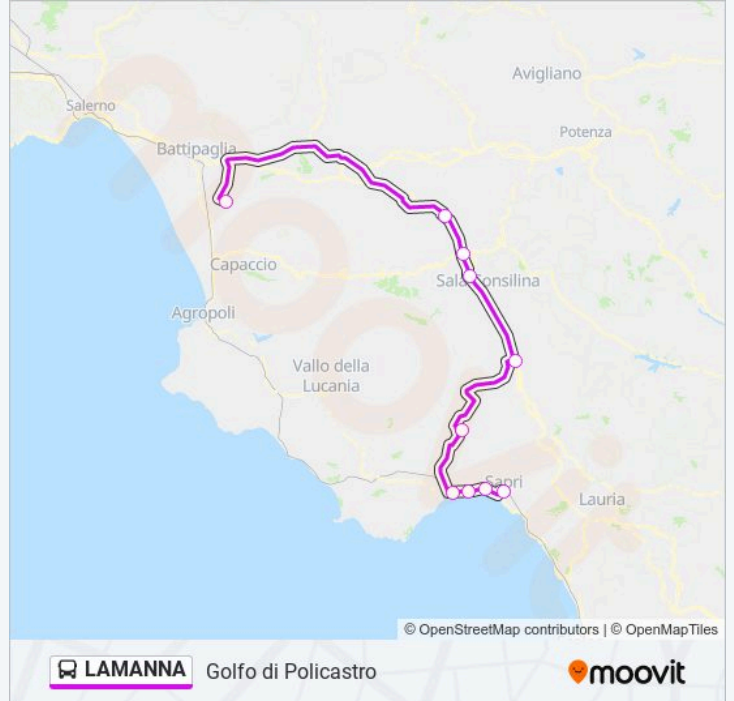 Avigliano
Salerno
Potenza
Battipaglia
Capaccio
Sala Consilina
Agropoli
Vallo della
Lucania
Sapri
Lauria
© OpenStreetMap contributors | © OpenMapTiles
LAMANNA Golfo di Policastro moovit